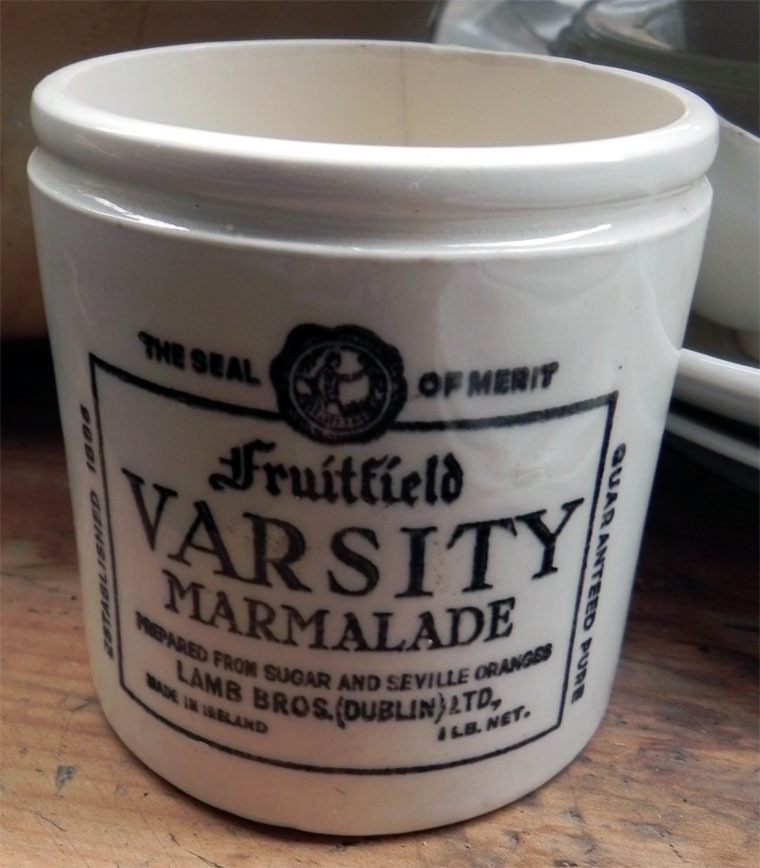 THE SEAL OF MERIT
Fruitfield
VARSITY
MARMALADE
PREPARED FROM SUGAR AND SEVILLE ORANGES
LAMB BROS. (DUBLIN) LTD,
MADE IN IRELAND
1 LB. NET.
ESTABLISHED
GUARANTEED PURE